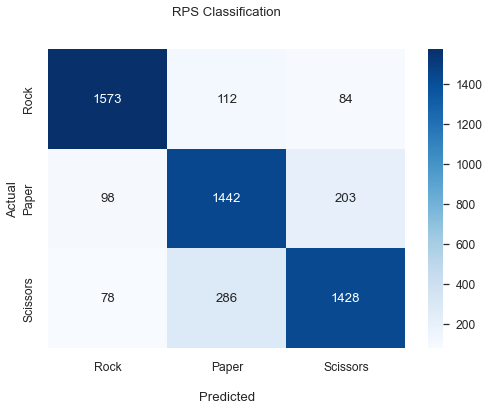 RPS Classification
Rock
1573 112 84
Actual
Paper
98 1442 203
Scissors
78 286 1428
Rock Paper Scissors
Predicted
1400
1200
1000
800
600
400
200